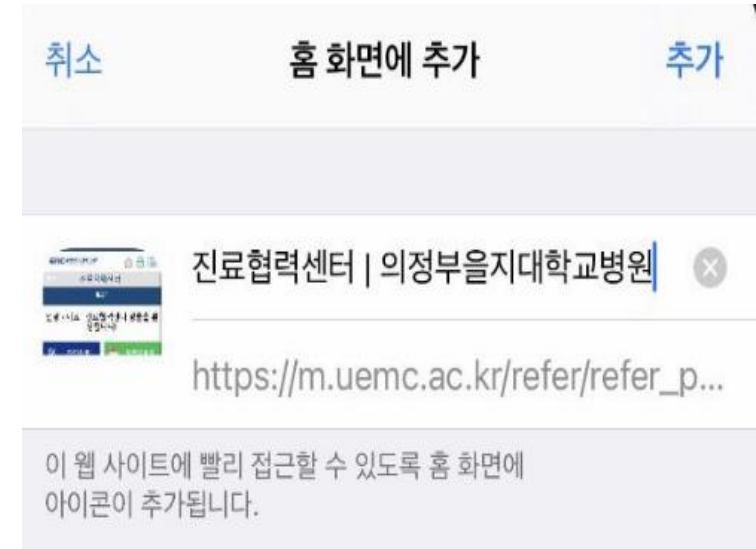 취소 홈 화면에 추가 추가
진료협력센터 | 의정부을지대학교병원
https://m.uemc.ac.kr/refer/refer_p...
이 웹 사이트에 빨리 접근할 수 있도록 홈 화면에
아이콘이 추가됩니다.